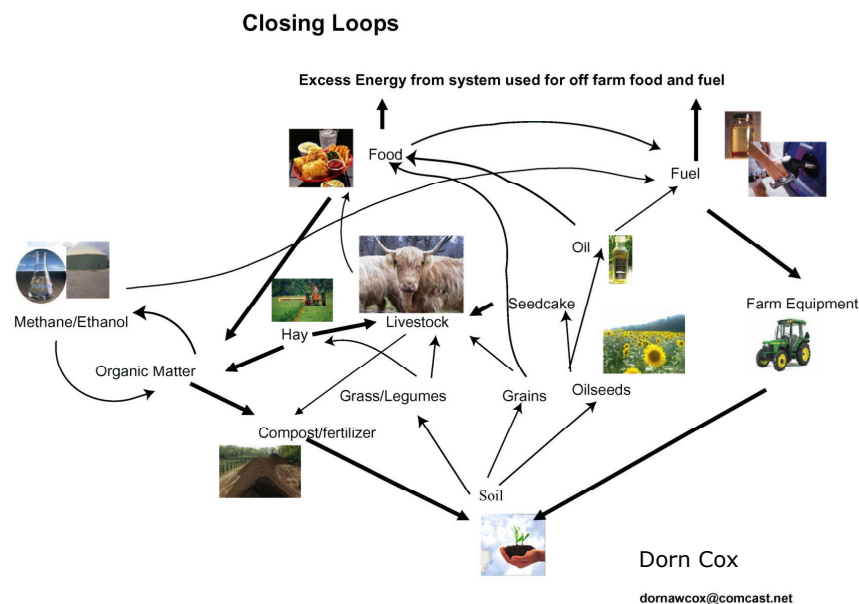 Closing Loops
Excess Energy from system used for off farm food and fuel
Food
Fuel
Oil
Methane/Ethanol
Hay
Livestock
Seedcake
Farm Equipment
Organic Matter
Grass/Legumes
Grains
Oilseeds
Compost/fertilizer
Soil
Dorn Cox
dornawcox@comcast.net